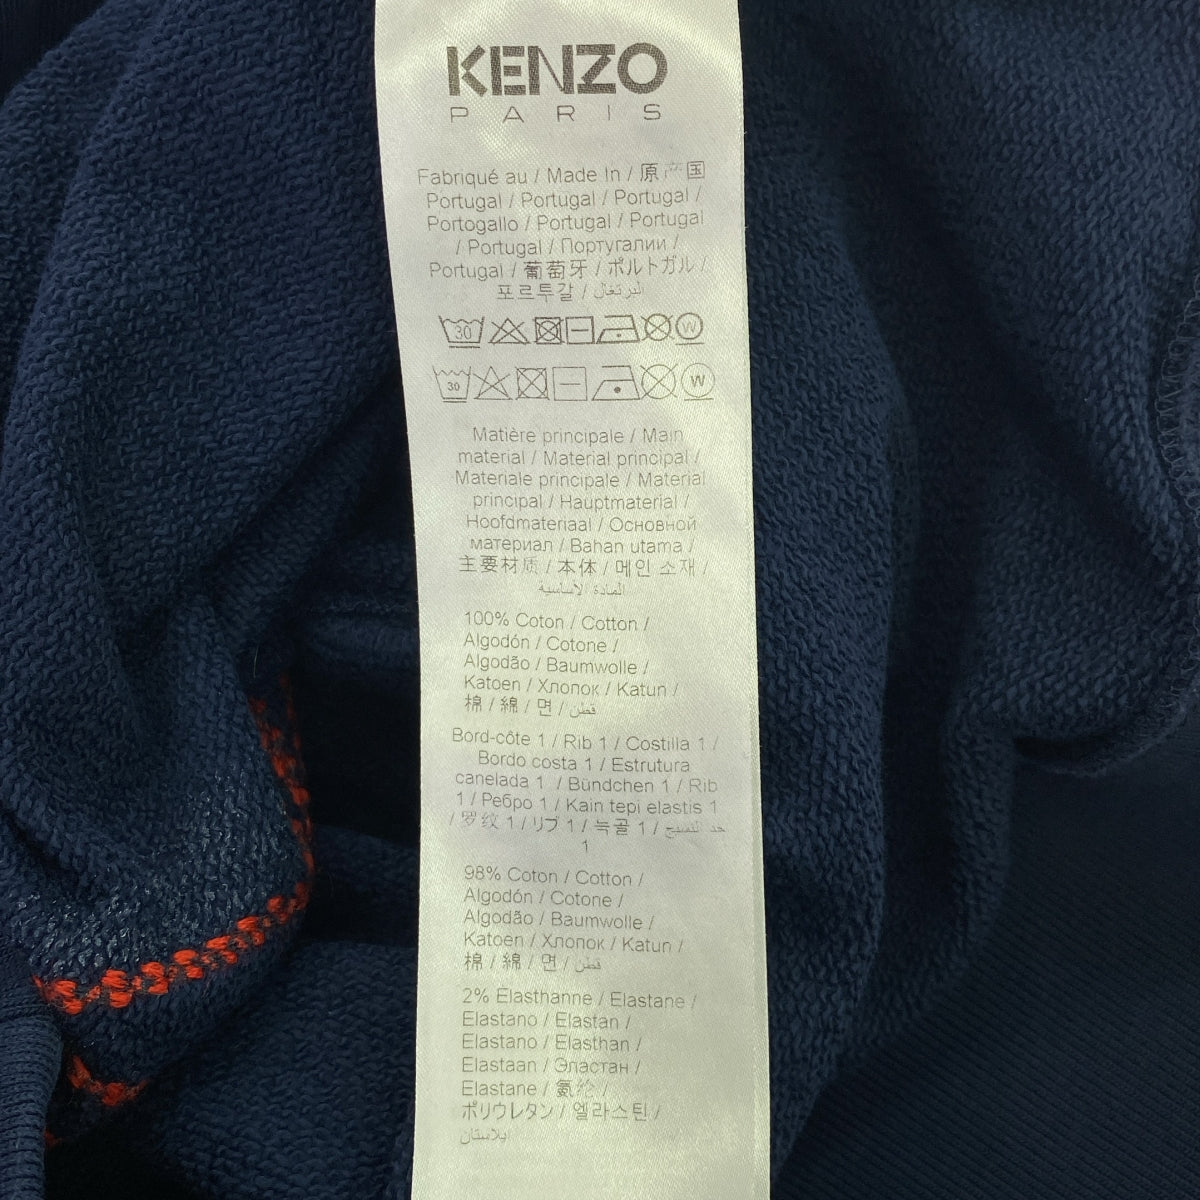 KENZO
PARIS
Fabriqué au / Made In / 原产国
Portugal / Portugal / Portugal /
Portogallo / Portugal / Portugal
/ Portugal / Португалии /
Portugal / 葡萄牙 / ポルトガル /
포르투갈 / البرتغال
30 W
30 W
Matière principale / Main
material / Material principal /
Materiale principale / Material
principal / Hauptmaterial /
Hoofdmateriaal / Основной
материал / Bahan utama /
主要材质 / 本体 / 메인 소재 /
المادة الأساسية
100% Coton / Cotton /
Algodón / Cotone /
Algodão / Baumwolle /
Katoen / Хлопок / Katun /
棉 / 綿 / 면 / قطن
Bord-côte 1 / Rib 1 / Costilla 1 /
Bordo costa 1 / Estrutura
canelada 1 / Bündchen 1 / Rib
1 / Ребро 1 / Kain tepi elastis 1
/ 罗纹 1 / リブ 1 / 늑골 1 /
1
98% Coton / Cotton /
Algodón / Cotone /
Algodão / Baumwolle /
Katoen / Хлопок / Katun /
棉 / 綿 / 면 / قطن
2% Elasthanne / Elastane /
Elastano / Elastan /
Elastano / Elasthan /
Elastaan / Эластан /
Elastane / 氨纶 /
ポリウレタン / 엘라스틴 /